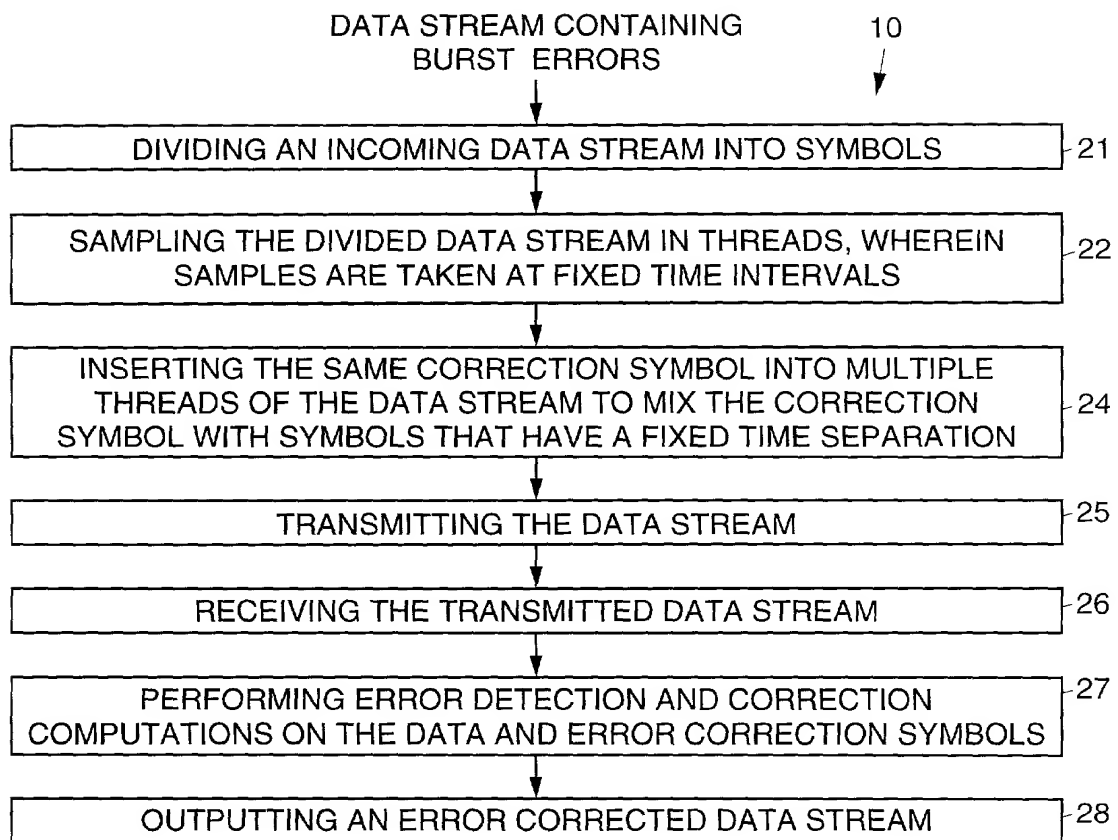 DATA STREAM CONTAINING
BURST ERRORS
10
DIVIDING AN INCOMING DATA STREAM INTO SYMBOLS
21
SAMPLING THE DIVIDED DATA STREAM IN THREADS, WHEREIN
SAMPLES ARE TAKEN AT FIXED TIME INTERVALS
22
INSERTING THE SAME CORRECTION SYMBOL INTO MULTIPLE
THREADS OF THE DATA STREAM TO MIX THE CORRECTION
SYMBOL WITH SYMBOLS THAT HAVE A FIXED TIME SEPARATION
24
TRANSMITTING THE DATA STREAM
25
RECEIVING THE TRANSMITTED DATA STREAM
26
PERFORMING ERROR DETECTION AND CORRECTION
COMPUTATIONS ON THE DATA AND ERROR CORRECTION SYMBOLS
27
OUTPUTTING AN ERROR CORRECTED DATA STREAM
28